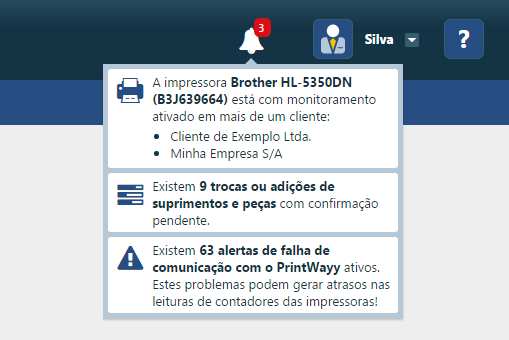 3
Silva
?
A impressora Brother HL-5350DN
(B3J639664) está com monitoramento
ativado em mais de um cliente:
• Cliente de Exemplo Ltda.
• Minha Empresa S/A
Existem 9 trocas ou adições de
suprimentos e peças com confirmação
pendente.
Existem 63 alertas de falha de
comunicação com o PrintWayy ativos.
Estes problemas podem gerar atrasos nas
leituras de contadores das impressoras!